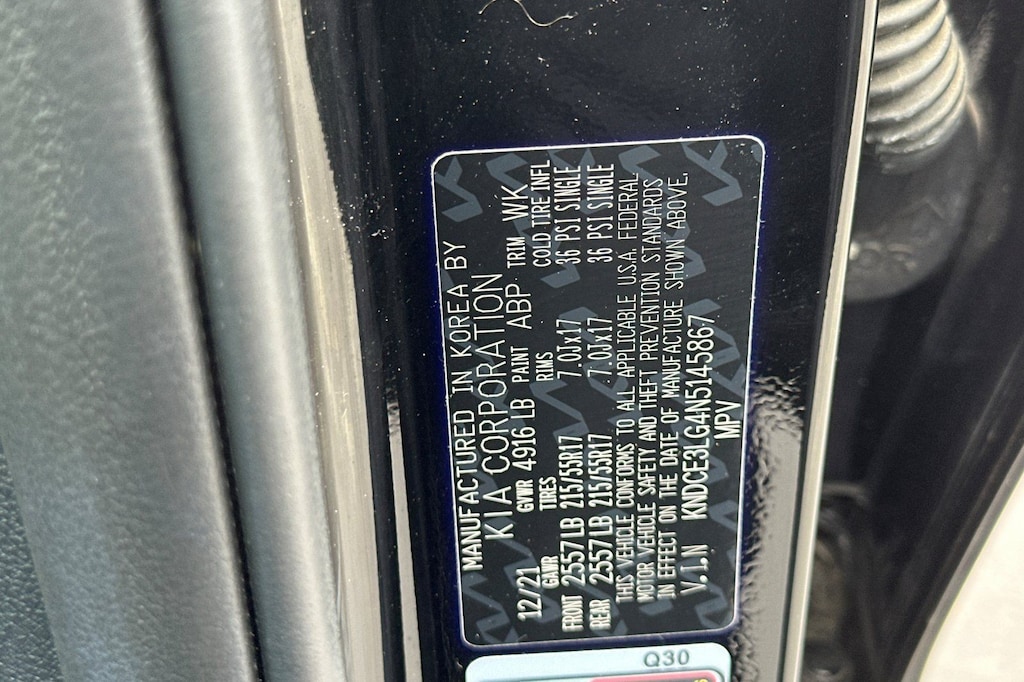 MANUFACTURED IN KOREA BY
KIA CORPORATION
12/21 GVWR 4916 LB PAINT ABP TRIM WK
GAWR TIRES RIMS COLD TIRE INFL
FRONT 2557LB 215/55R17 7.0Jx17 36 PSI SINGLE
REAR 2557LB 215/55R17 7.0Jx17 36 PSI SINGLE
THIS VEHICLE CONFORMS TO ALL APPLICABLE U.S.A. FEDERAL
MOTOR VEHICLE SAFETY AND THEFT PREVENTION STANDARDS
IN EFFECT ON THE DATE OF MANUFACTURE SHOWN ABOVE.
V.I.N KNDCE3LG4N5145867
MPV
Q30